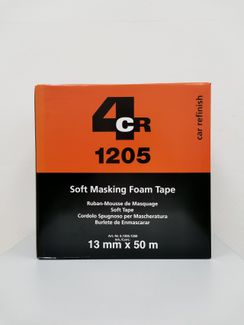 4CR
car refinish
1205
Soft Masking Foam Tape
Ruban-Mousse de Masquage
Soft Tape
Cordolo Spugnoso per Mascheratura
Burlete de Enmascarar
13 mm x 50 m